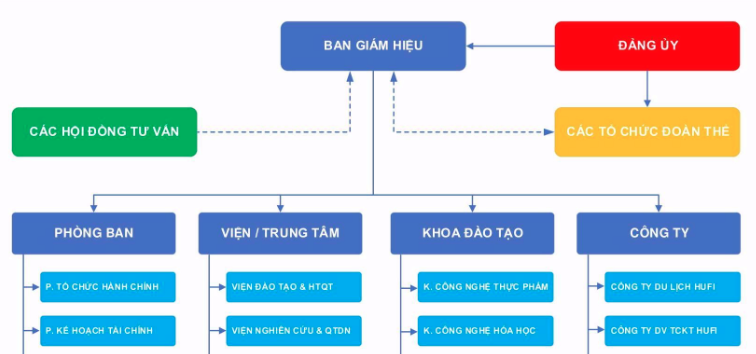 BAN GIÁM HIỆU
ĐẢNG ỦY
CÁC HỘI ĐỒNG TƯ VẤN
CÁC TỔ CHỨC ĐOÀN THỂ
PHÒNG BAN
VIỆN / TRUNG TÂM
KHOA ĐÀO TẠO
CÔNG TY
P. TỔ CHỨC HÀNH CHÍNH
VIỆN ĐÀO TẠO & HTQT
K. CÔNG NGHỆ THỰC PHẨM
CÔNG TY DU LỊCH HUFI
P. KẾ HOẠCH TÀI CHÍNH
VIỆN NGHIÊN CỨU & QTDN
K. CÔNG NGHỆ HÓA HỌC
CÔNG TY DV TCKT HUFI